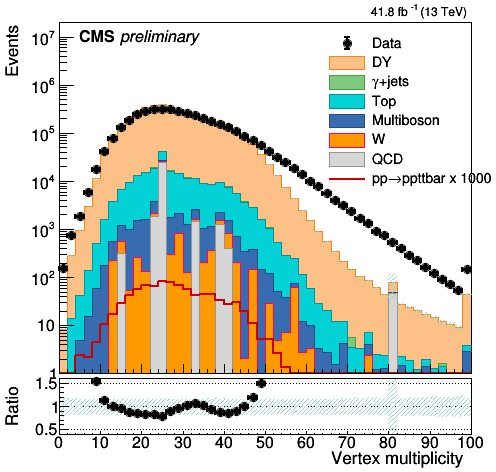 41.8 fb⁻¹ (13 TeV)
CMS preliminary
Events
10⁷
10⁶
10⁵
10⁴
10³
10²
10
1
Data
DY
γ+jets
Top
Multiboson
W
QCD
pp→ppttbar x 1000
Ratio
1.5
1
0.5
0 10 20 30 40 50 60 70 80 90 100
Vertex multiplicity